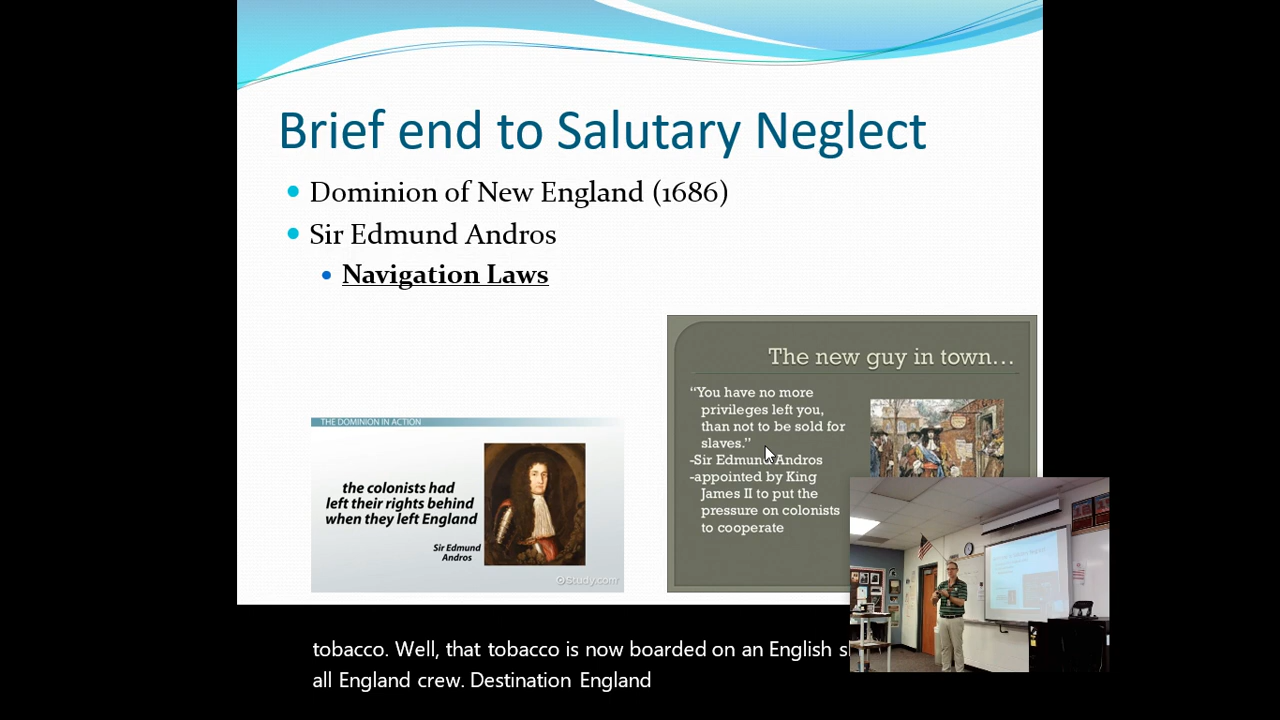 Brief end to Salutary Neglect
Dominion of New England (1686)
Sir Edmund Andros
Navigation Laws
THE DOMINION IN ACTION
the colonists had
left their rights behind
when they left England
Sir Edmund
Andros
©Study.com
The new guy in town…
“You have no more
privileges left you,
than not to be sold for
slaves.”
-Sir Edmund Andros
-appointed by King
James II to put the
pressure on colonists
to cooperate
tobacco. Well, that tobacco is now boarded on an English
all England crew. Destination England